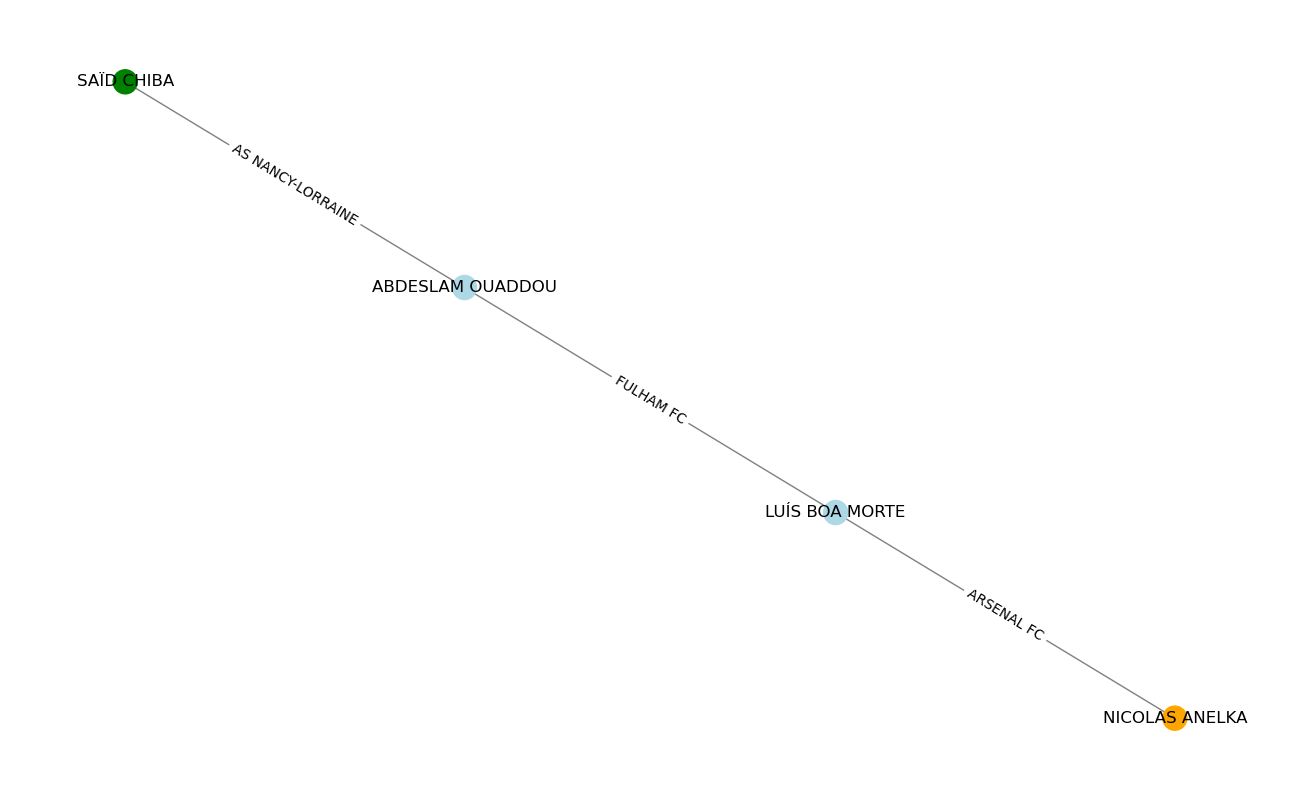 SAÏD CHIBA
AS NANCY-LORRAINE
ABDESLAM OUADDOU
FULHAM FC
LUÍS BOA MORTE
ARSENAL FC
NICOLAS ANELKA